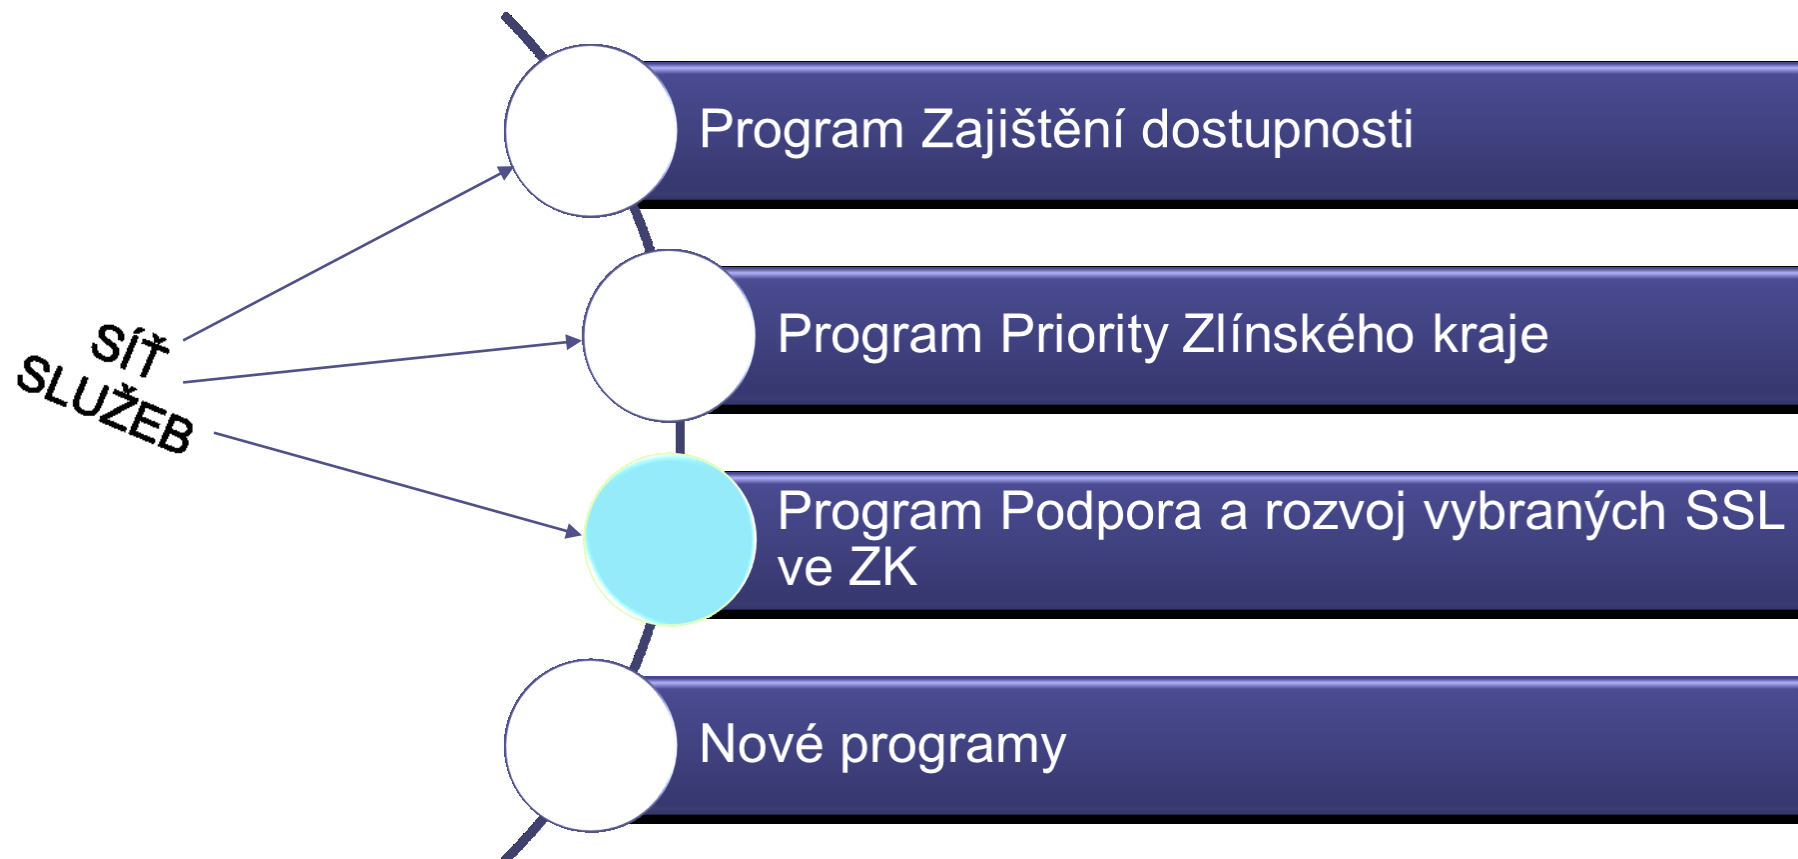 Program Zajištění dostupnosti
SÍŤ
SLUŽEB
Program Priority Zlínského kraje
Program Podpora a rozvoj vybraných SSL
ve ZK
Nové programy